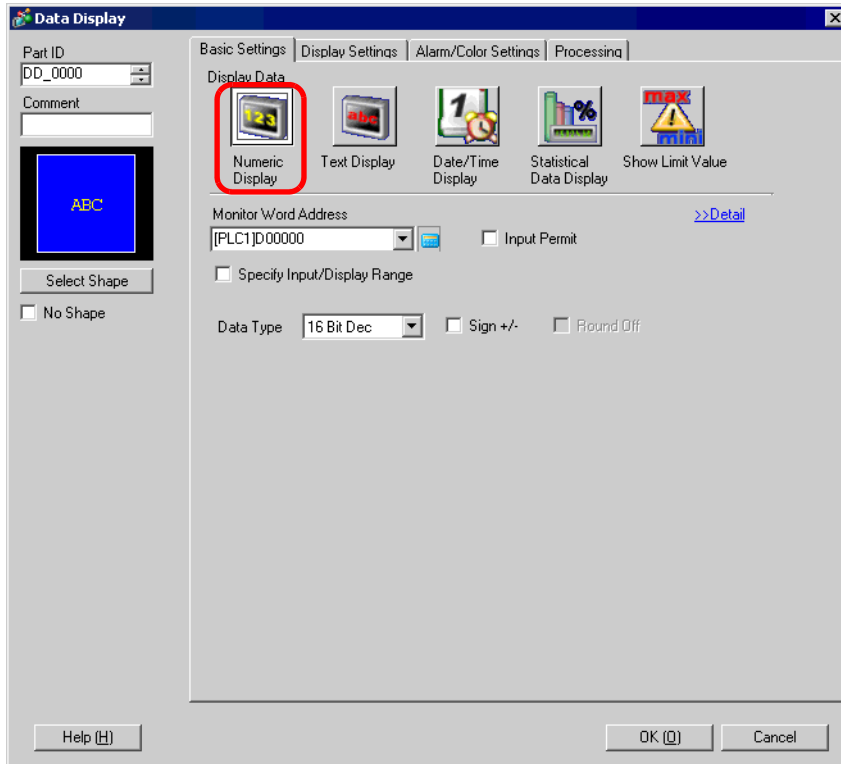 Data Display
Part ID
DD_0000
Comment
ABC
Select Shape
No Shape
Basic Settings
Display Settings
Alarm/Color Settings
Processing
Display Data
123
abc
1
%
max
mini
Numeric
Display
Text Display
Date/Time
Display
Statistical
Data Display
Show Limit Value
Monitor Word Address
>>Detail
[PLC1]D00000
Input Permit
Specify Input/Display Range
Data Type
16 Bit Dec
Sign +/-
Round Off
Help (H)
OK (O)
Cancel